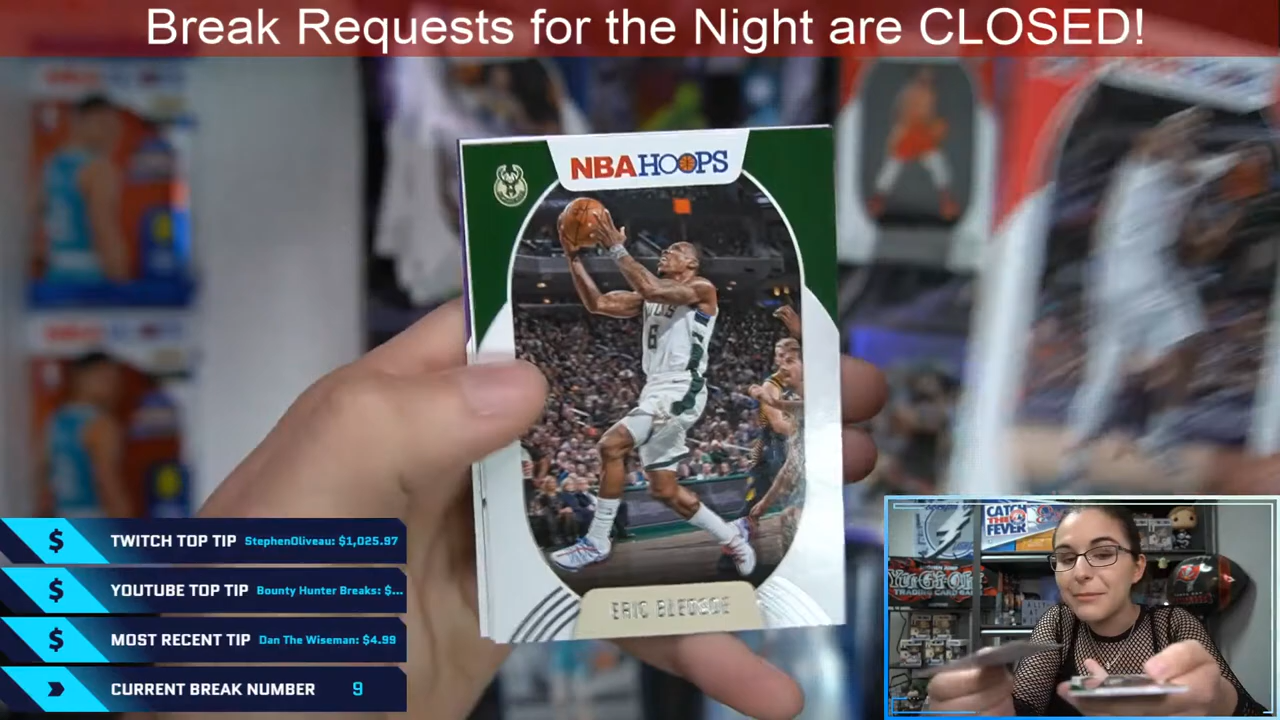 Break Requests for the Night are CLOSED!
NBA HOOPS
6
ERIC BLEDSOE
$ TWITCH TOP TIP StephenOliveau: $1,025.97
$ YOUTUBE TOP TIP Bounty Hunter Breaks: $...
$ MOST RECENT TIP Dan The Wiseman: $4.99
CURRENT BREAK NUMBER 9
CATCH
THE
FEVER
Yu-Gi-Oh!
TRADING CARD GAME